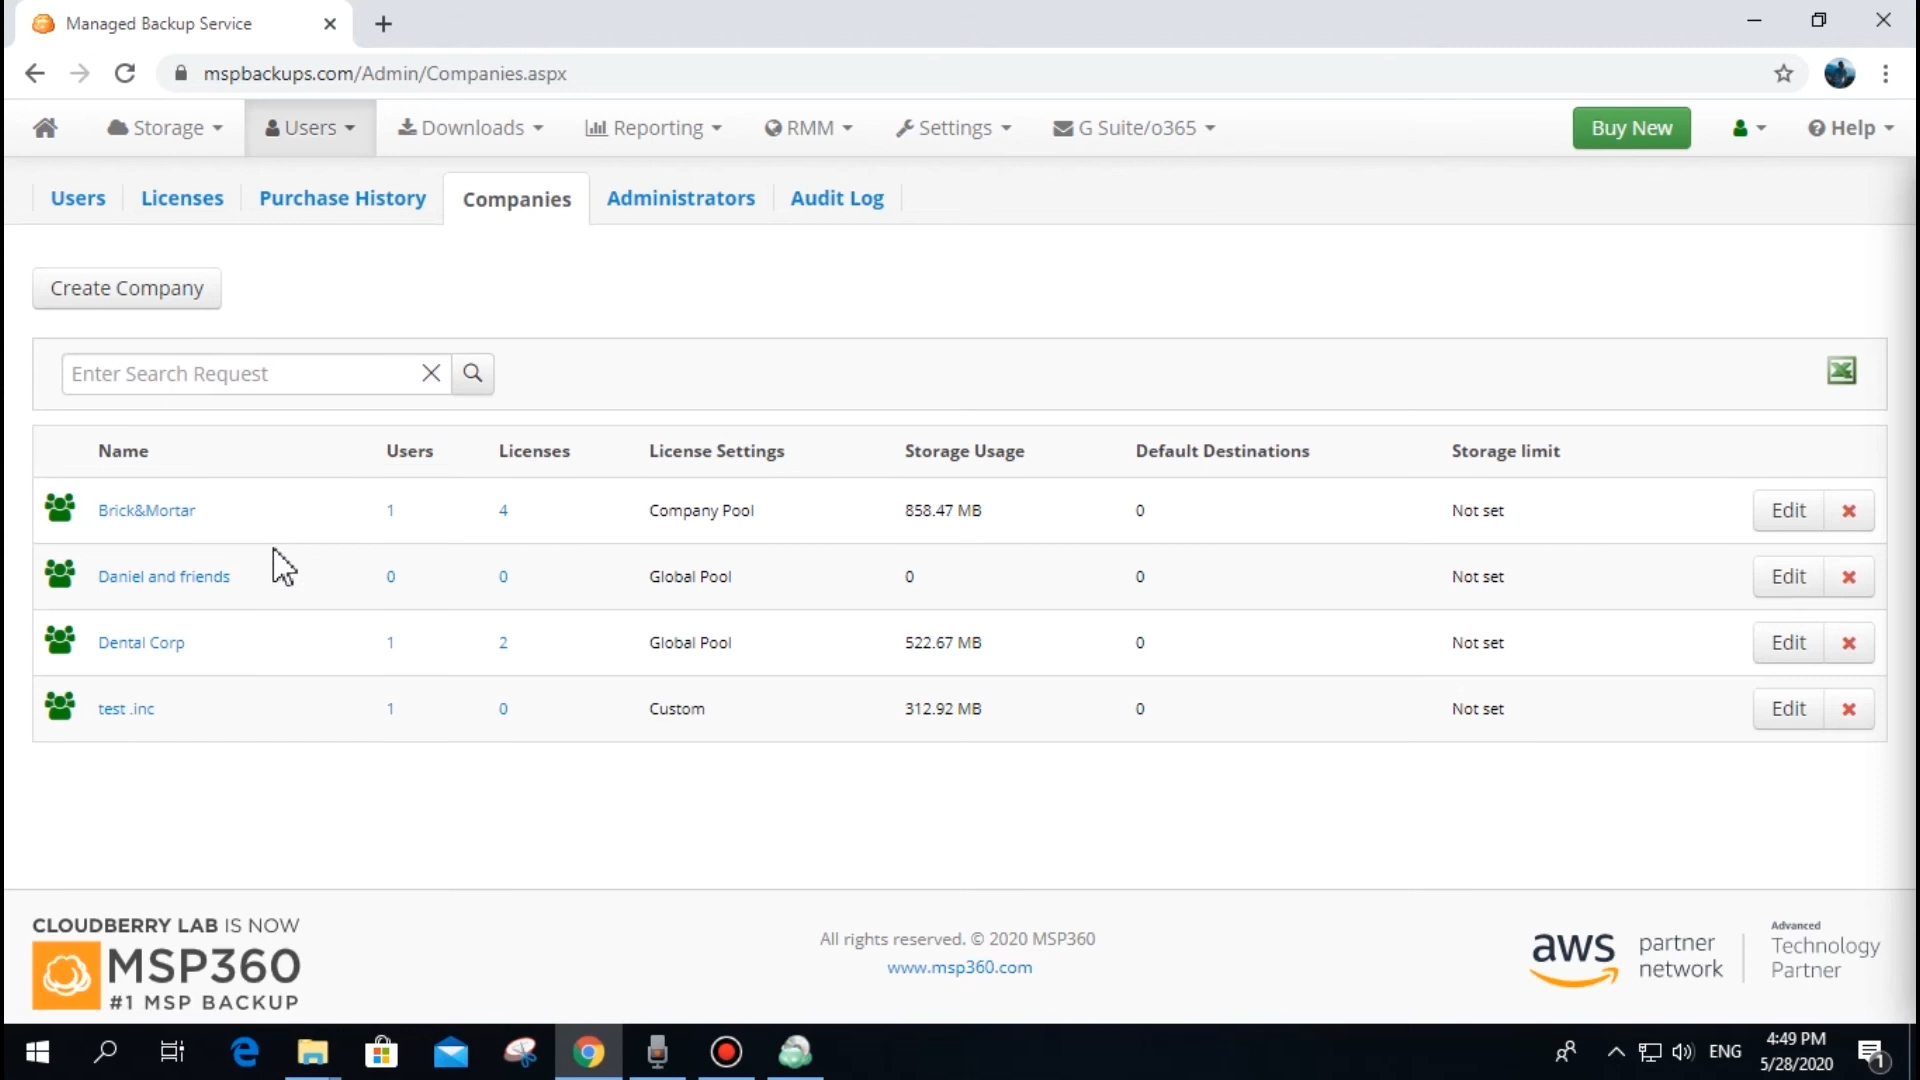 Managed Backup Service
mspbackups.com/Admin/Companies.aspx
Storage Users Downloads Reporting RMM Settings G Suite/o365 Buy New Help
Users Licenses Purchase History Companies Administrators Audit Log
Create Company
Enter Search Request
Name Users Licenses License Settings Storage Usage Default Destinations Storage limit
Brick&Mortar 1 4 Company Pool 858.47 MB 0 Not set Edit
Daniel and friends 0 0 Global Pool 0 0 Not set Edit
Dental Corp 1 2 Global Pool 522.67 MB 0 Not set Edit
test .inc 1 0 Custom 312.92 MB 0 Not set Edit
CLOUDBERRY LAB IS NOW
MSP360
#1 MSP BACKUP
All rights reserved. © 2020 MSP360
www.msp360.com
aws partner network
Advanced
Technology
Partner
ENG
4:49 PM
5/28/2020
1